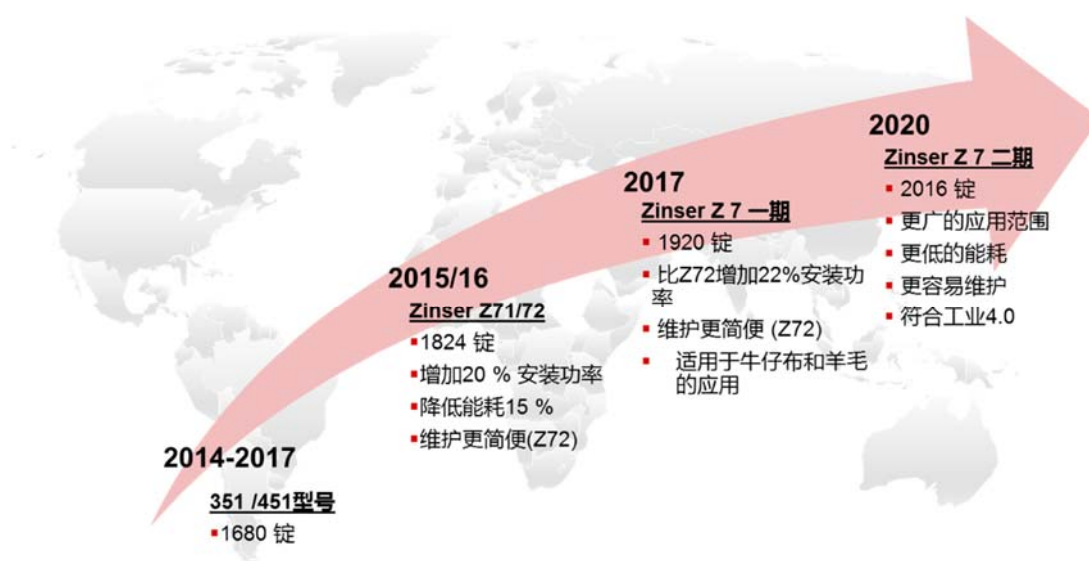 2014-2017
351 /451型号
▪1680 锭
2015/16
Zinser Z71/72
▪1824 锭
▪增加20 % 安装功率
▪降低能耗15 %
▪维护更简便(Z72)
2017
Zinser Z 7 一期
▪ 1920 锭
▪ 比Z72增加22%安装功
率
▪ 维护更简便 (Z72)
▪ 适用于牛仔布和羊毛
的应用
2020
Zinser Z 7 二期
▪ 2016 锭
▪ 更广的应用范围
▪ 更低的能耗
▪ 更容易维护
▪ 符合工业4.0